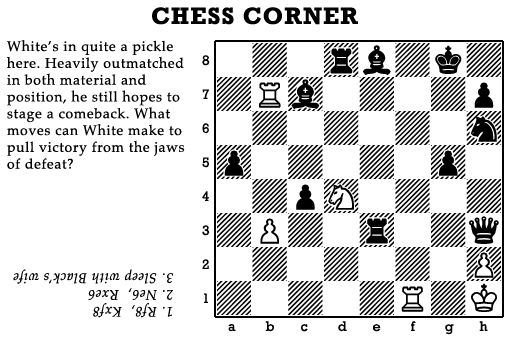 CHESS CORNER
White's in quite a pickle
here. Heavily outmatched
in both material and
position, he still hopes to
stage a comeback. What
moves can White make to
pull victory from the jaws
of defeat?
1. Rf8, Kxf8
2. Ne6, Rxe6
3. Sleep with Black's wife
8
7
6
5
4
3
2
1
a b c d e f g h